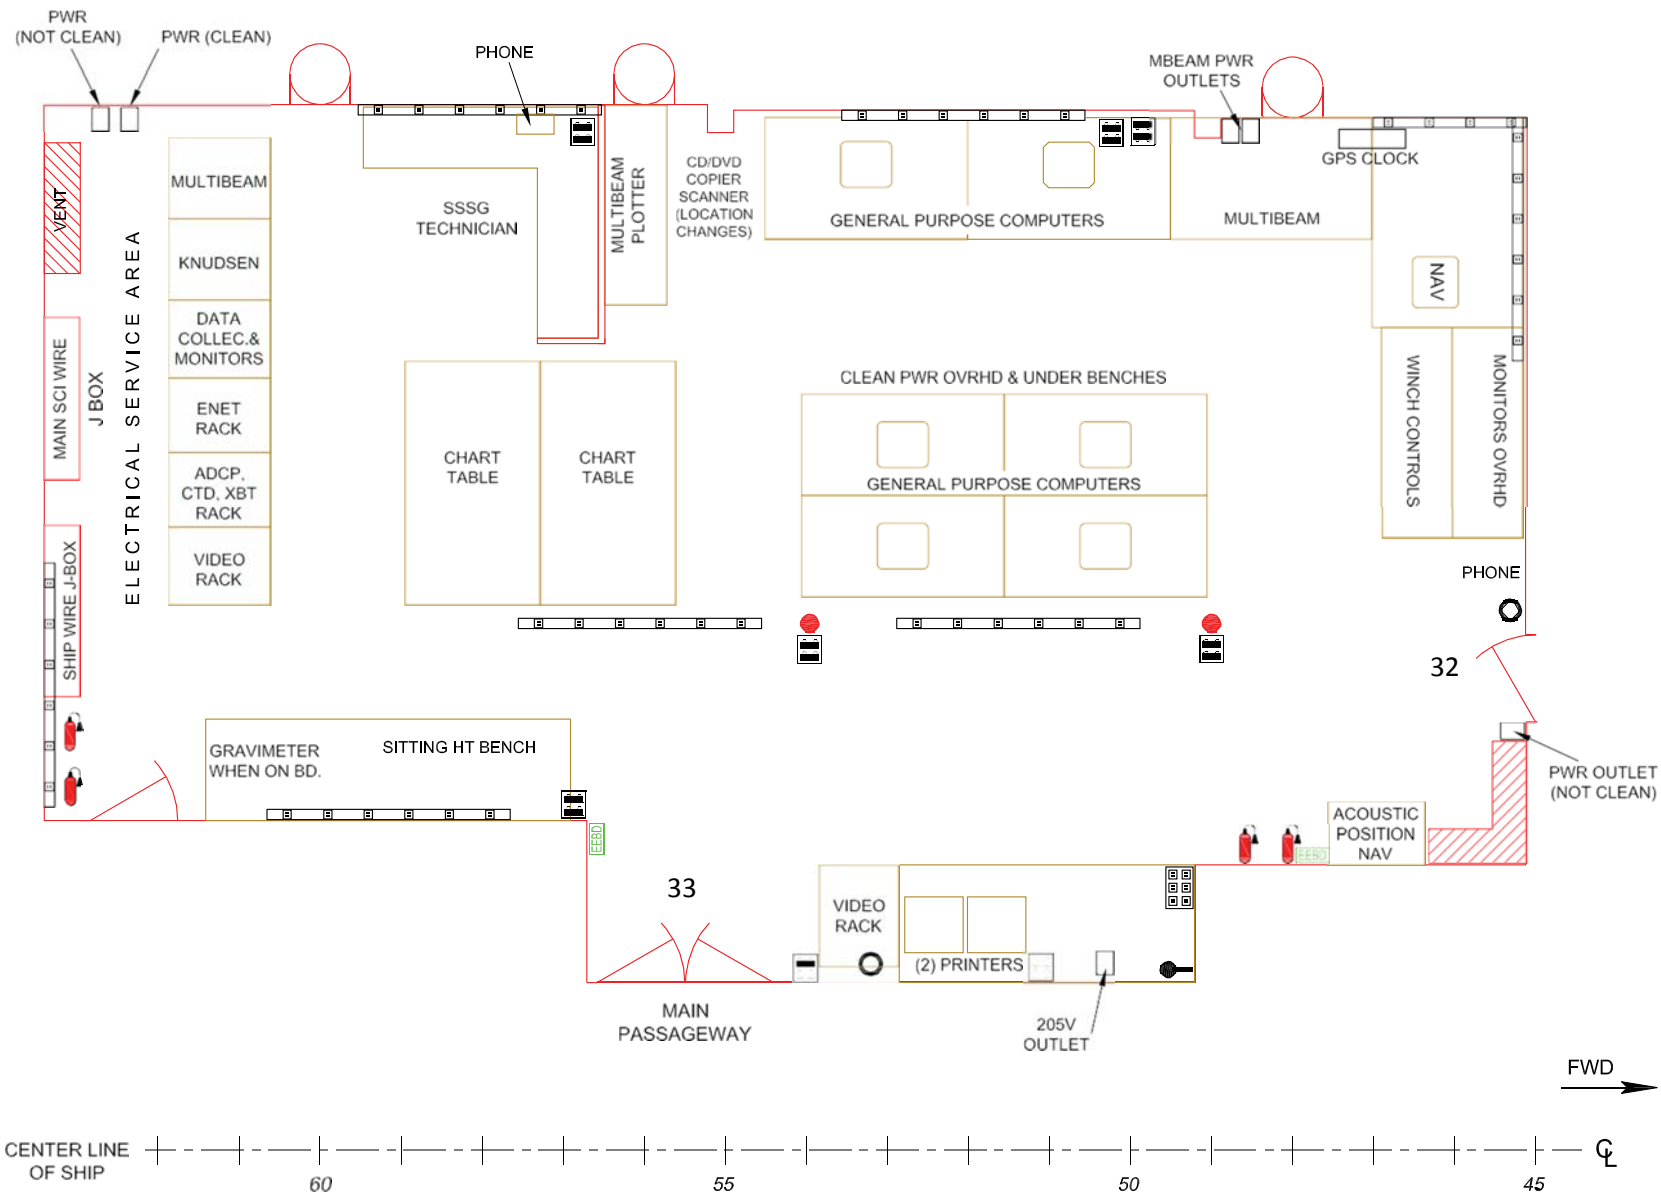 PWR
(NOT CLEAN)
PWR (CLEAN)
PHONE
MBEAM PWR
OUTLETS
GPS CLOCK
VENT
MULTIBEAM
KNUDSEN
DATA
COLLEC.&
MONITORS
ENET
RACK
ADCP,
CTD, XBT
RACK
VIDEO
RACK
ELECTRICAL SERVICE AREA
MAIN SCI WIRE
J BOX
SHIP WIRE J-BOX
SSSG
TECHNICIAN
MULTIBEAM
PLOTTER
CD/DVD
COPIER
SCANNER
(LOCATION
CHANGES)
GENERAL PURPOSE COMPUTERS
MULTIBEAM
NAV
WINCH CONTROLS
MONITORS OVRHD
CHART
TABLE
CHART
TABLE
CLEAN PWR OVRHD & UNDER BENCHES
GENERAL PURPOSE COMPUTERS
PHONE
32
PWR OUTLET
(NOT CLEAN)
GRAVIMETER
WHEN ON BD.
SITTING HT BENCH
EEBD
33
VIDEO
RACK
(2) PRINTERS
EEBD
ACOUSTIC
POSITION
NAV
MAIN
PASSAGEWAY
205V
OUTLET
FWD
CENTER LINE
OF SHIP
60
55
50
45